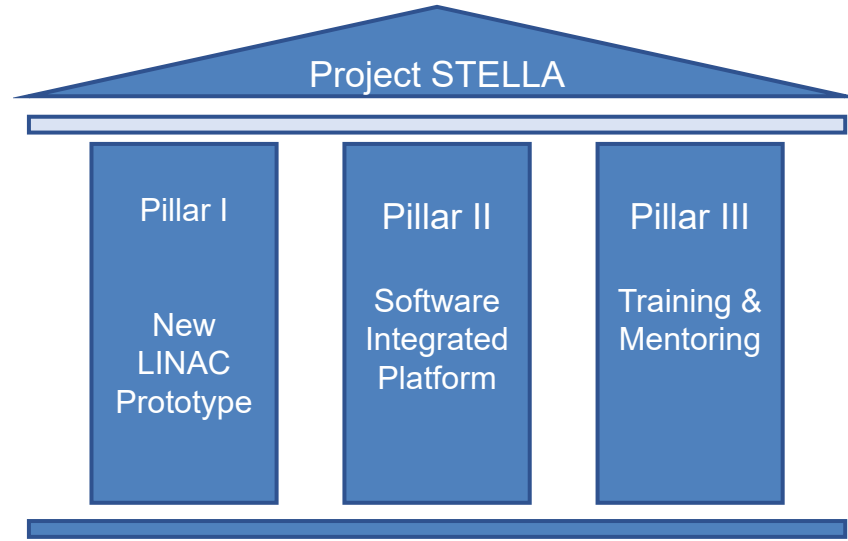 Project STELLA
Pillar I
New
LINAC
Prototype
Pillar II
Software
Integrated
Platform
Pillar III
Training &
Mentoring